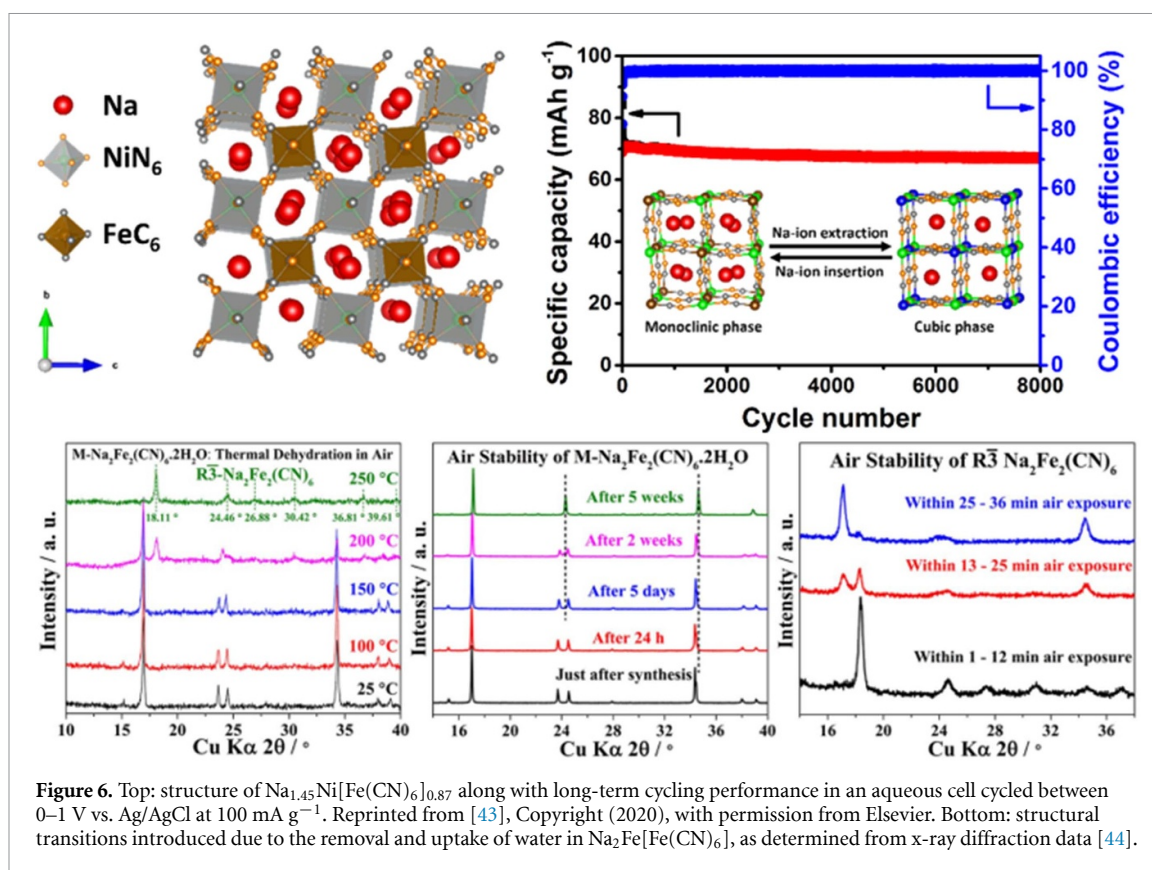 Na
NiN₆
FeC₆
b
c
Specific capacity (mAh g⁻¹)
100
80
60
40
20
0
Na-ion extraction
Na-ion insertion
Monoclinic phase
Cubic phase
100
80
60
40
20
0
Coulombic efficiency (%)
0 2000 4000 6000 8000
Cycle number
M-Na₂Fe₂(CN)₆.2H₂O: Thermal Dehydration in Air
R3̅-Na₂Fe₂(CN)₆
250 °C
18.11 ° 24.46 ° 26.88 ° 30.42 ° 36.81 ° 39.61 °
200 °C
150 °C
100 °C
25 °C
Intensity / a. u.
10 15 20 25 30 35 40
Cu Kα 2θ / °
Air Stability of M-Na₂Fe₂(CN)₆.2H₂O
After 5 weeks
After 2 weeks
After 5 days
After 24 h
Just after synthesis
Intensity / a. u.
16 20 24 28 32 36 40
Cu Kα 2θ / °
Air Stability of R3̅ Na₂Fe₂(CN)₆
Within 25 - 36 min air exposure
Within 13 - 25 min air exposure
Within 1 - 12 min air exposure
Intensity / a. u.
16 20 24 28 32 36
Cu Kα 2θ / °
Figure 6. Top: structure of Na₁.₄₅Ni[Fe(CN)₆]₀.₈₇ along with long-term cycling performance in an aqueous cell cycled between
0–1 V vs. Ag/AgCl at 100 mA g⁻¹. Reprinted from [43], Copyright (2020), with permission from Elsevier. Bottom: structural
transitions introduced due to the removal and uptake of water in Na₂Fe[Fe(CN)₆], as determined from x-ray diffraction data [44].